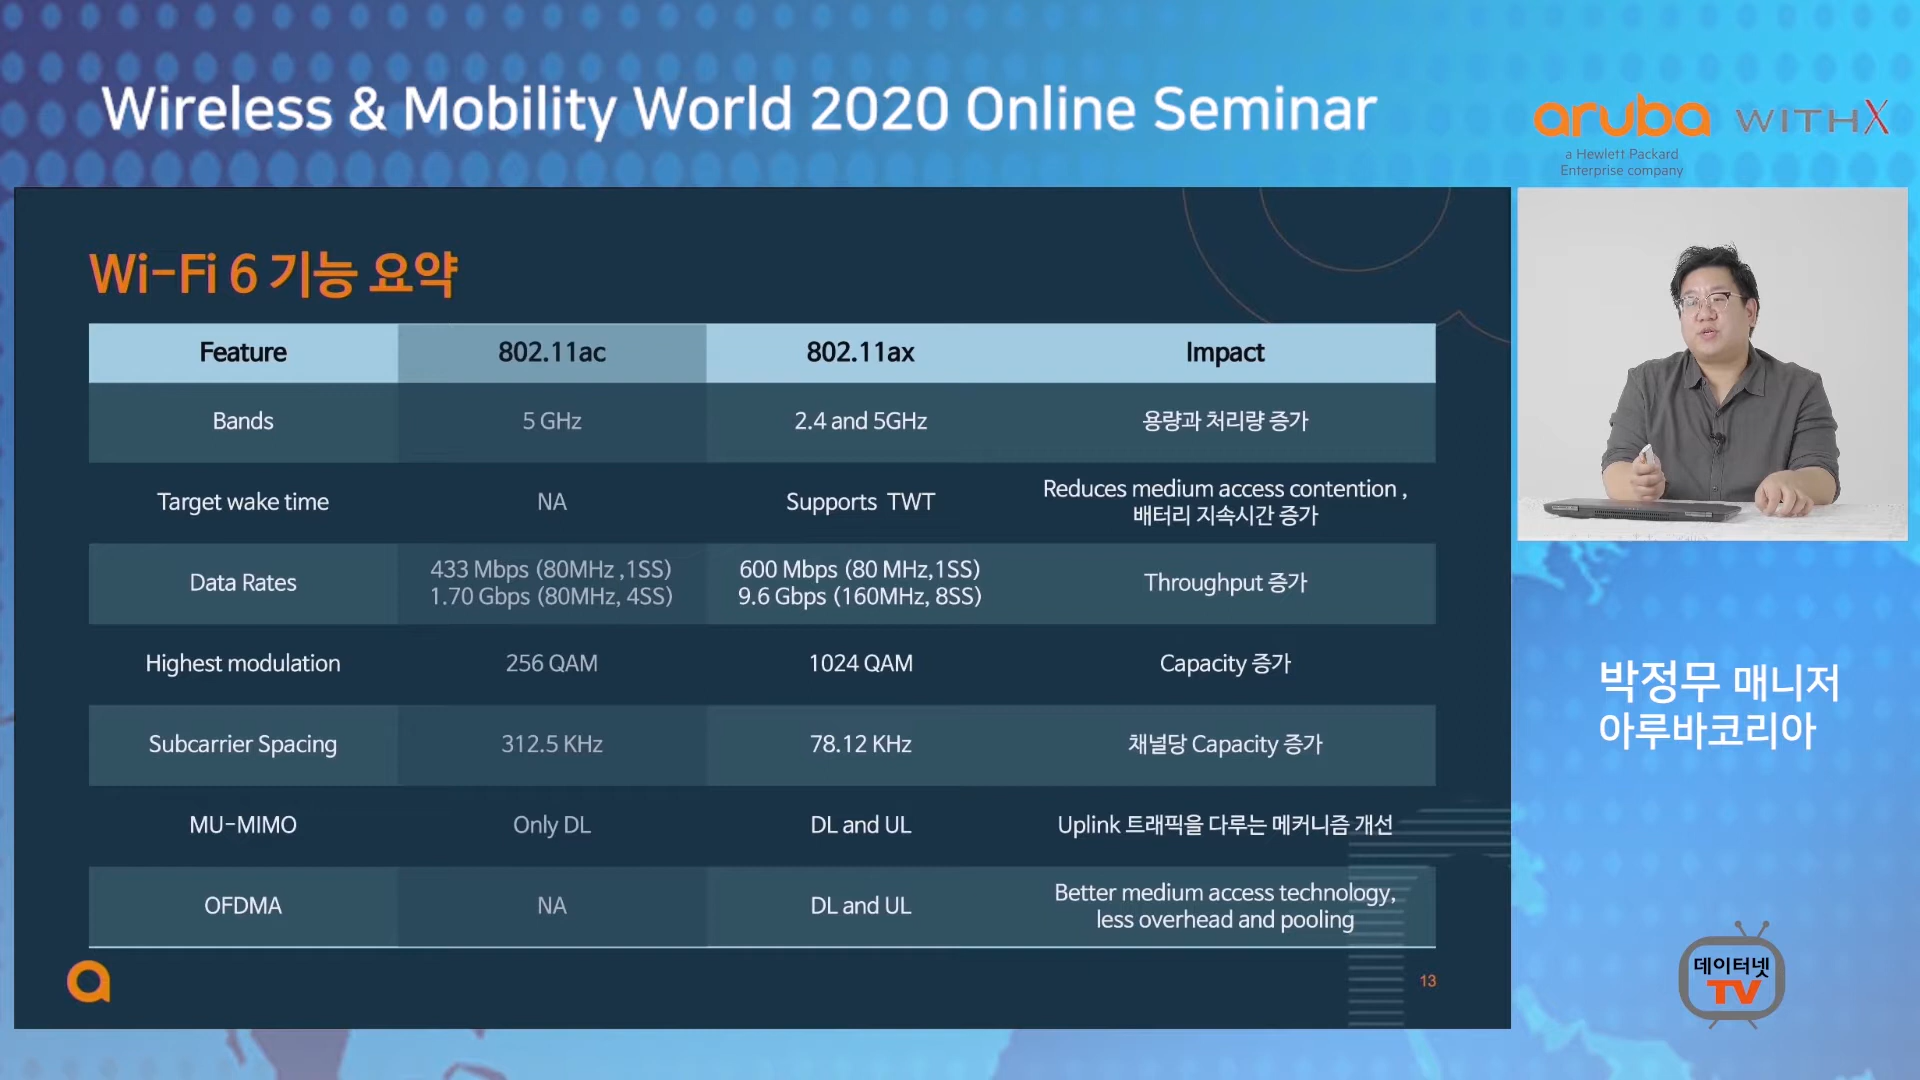 Wireless & Mobility World 2020 Online Seminar
aruba
a Hewlett Packard
Enterprise company
WITHX
Wi-Fi 6 기능 요약
Feature 802.11ac 802.11ax Impact
Bands 5 GHz 2.4 and 5GHz 용량과 처리량 증가
Target wake time NA Supports TWT Reduces medium access contention ,
배터리 지속시간 증가
Data Rates 433 Mbps (80MHz ,1SS) 600 Mbps (80 MHz,1SS) Throughput 증가
1.70 Gbps (80MHz, 4SS) 9.6 Gbps (160MHz, 8SS)
Highest modulation 256 QAM 1024 QAM Capacity 증가
Subcarrier Spacing 312.5 KHz 78.12 KHz 채널당 Capacity 증가
MU-MIMO Only DL DL and UL Uplink 트래픽을 다루는 메커니즘 개선
OFDMA NA DL and UL Better medium access technology,
less overhead and pooling
13
박정무 매니저
아루바코리아
데이터넷
TV